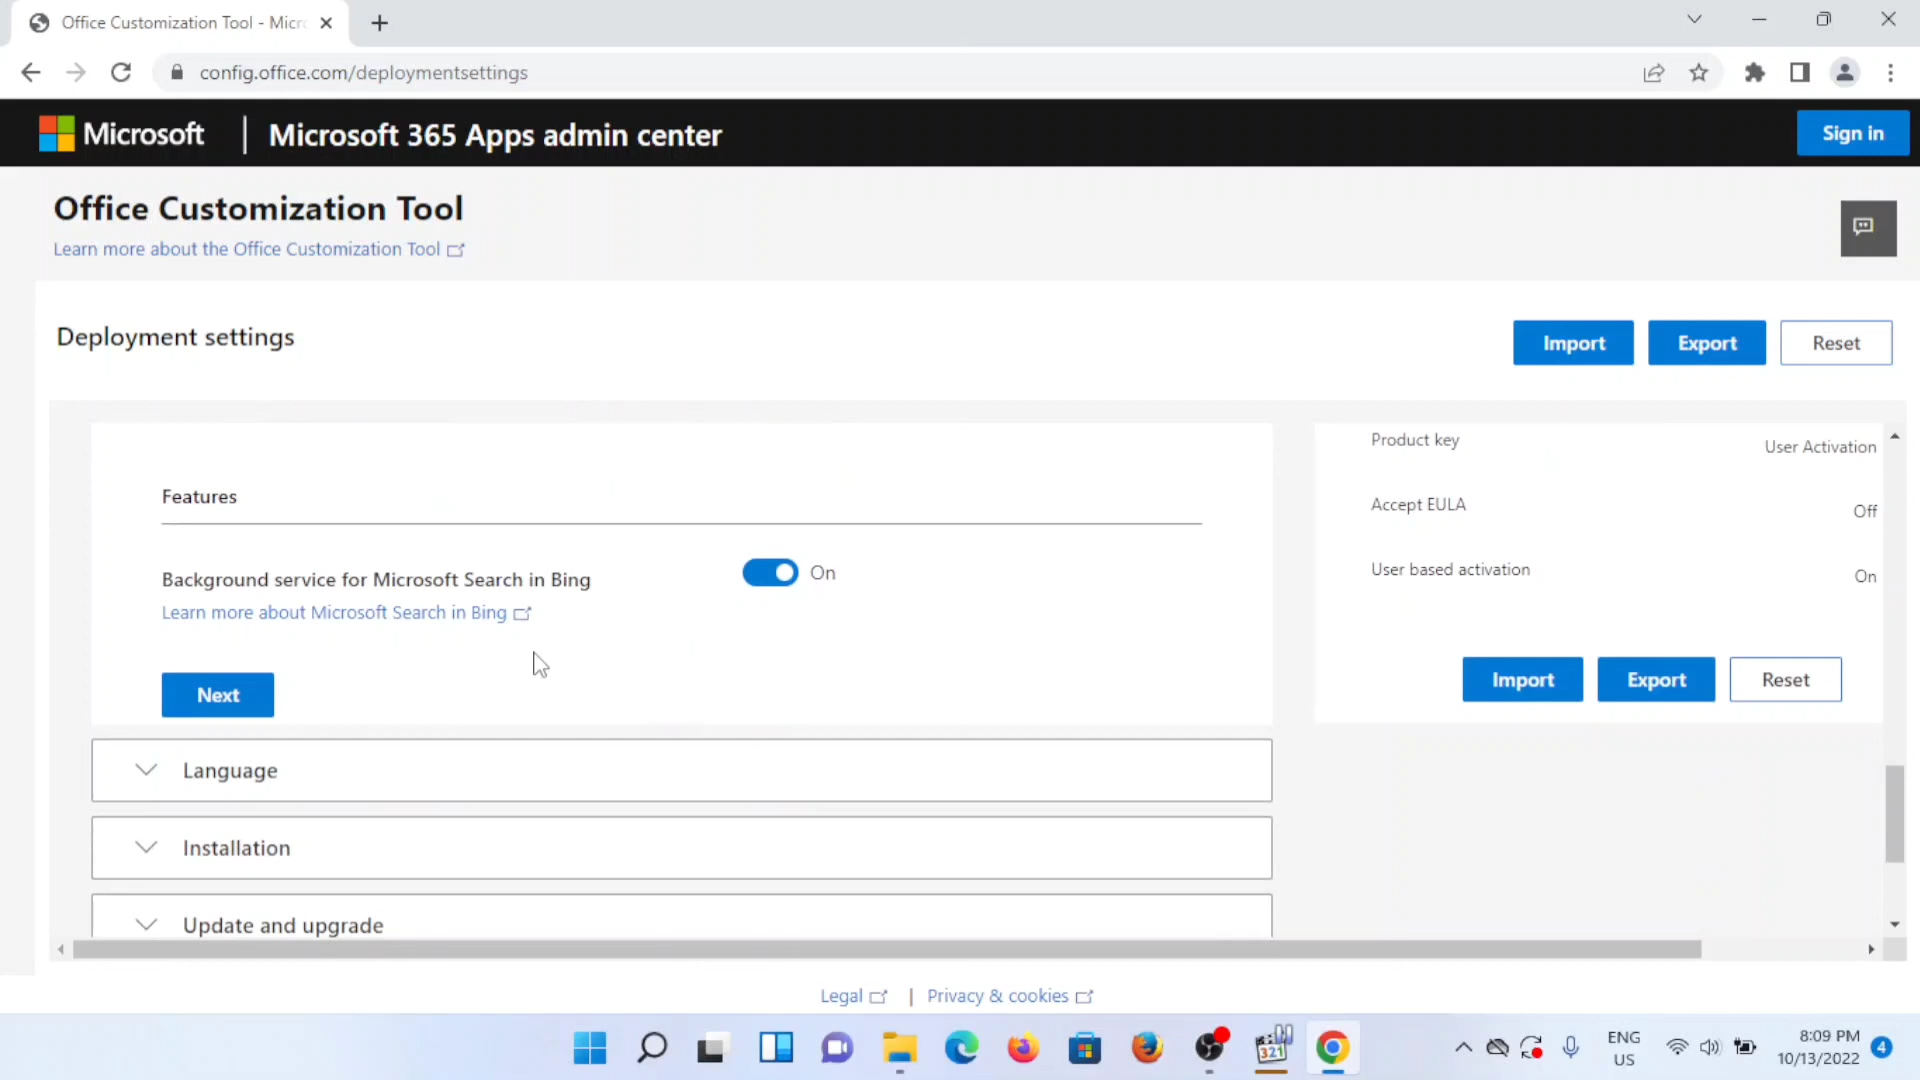 Office Customization Tool - Micr
config.office.com/deploymentsettings
Microsoft | Microsoft 365 Apps admin center
Sign in
Office Customization Tool
Learn more about the Office Customization Tool
Deployment settings
Import
Export
Reset
Features
Background service for Microsoft Search in Bing
On
Learn more about Microsoft Search in Bing
Next
Language
Installation
Update and upgrade
Product key
User Activation
Accept EULA
Off
User based activation
On
Import
Export
Reset
Legal | Privacy & cookies
321
ENG
US
8:09 PM
10/13/2022
4